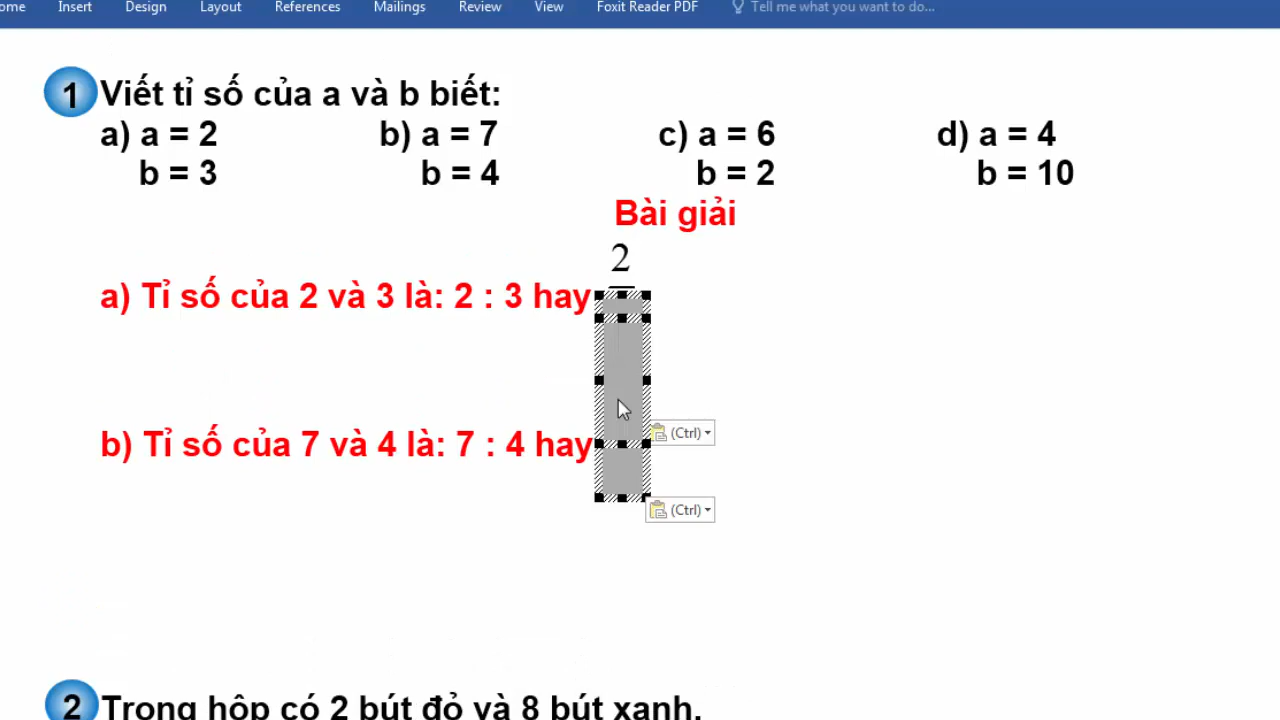 ome Insert Design Layout References Mailings Review View Foxit Reader PDF Tell me what you want to do...
1 Viết tỉ số của a và b biết:
a) a = 2 b) a = 7 c) a = 6 d) a = 4
b = 3 b = 4 b = 2 b = 10
Bài giải
2
a) Tỉ số của 2 và 3 là: 2 : 3 hay
(Ctrl)
b) Tỉ số của 7 và 4 là: 7 : 4 hay
(Ctrl)
2 Trong hộp có 2 bút đỏ và 8 bút xanh.